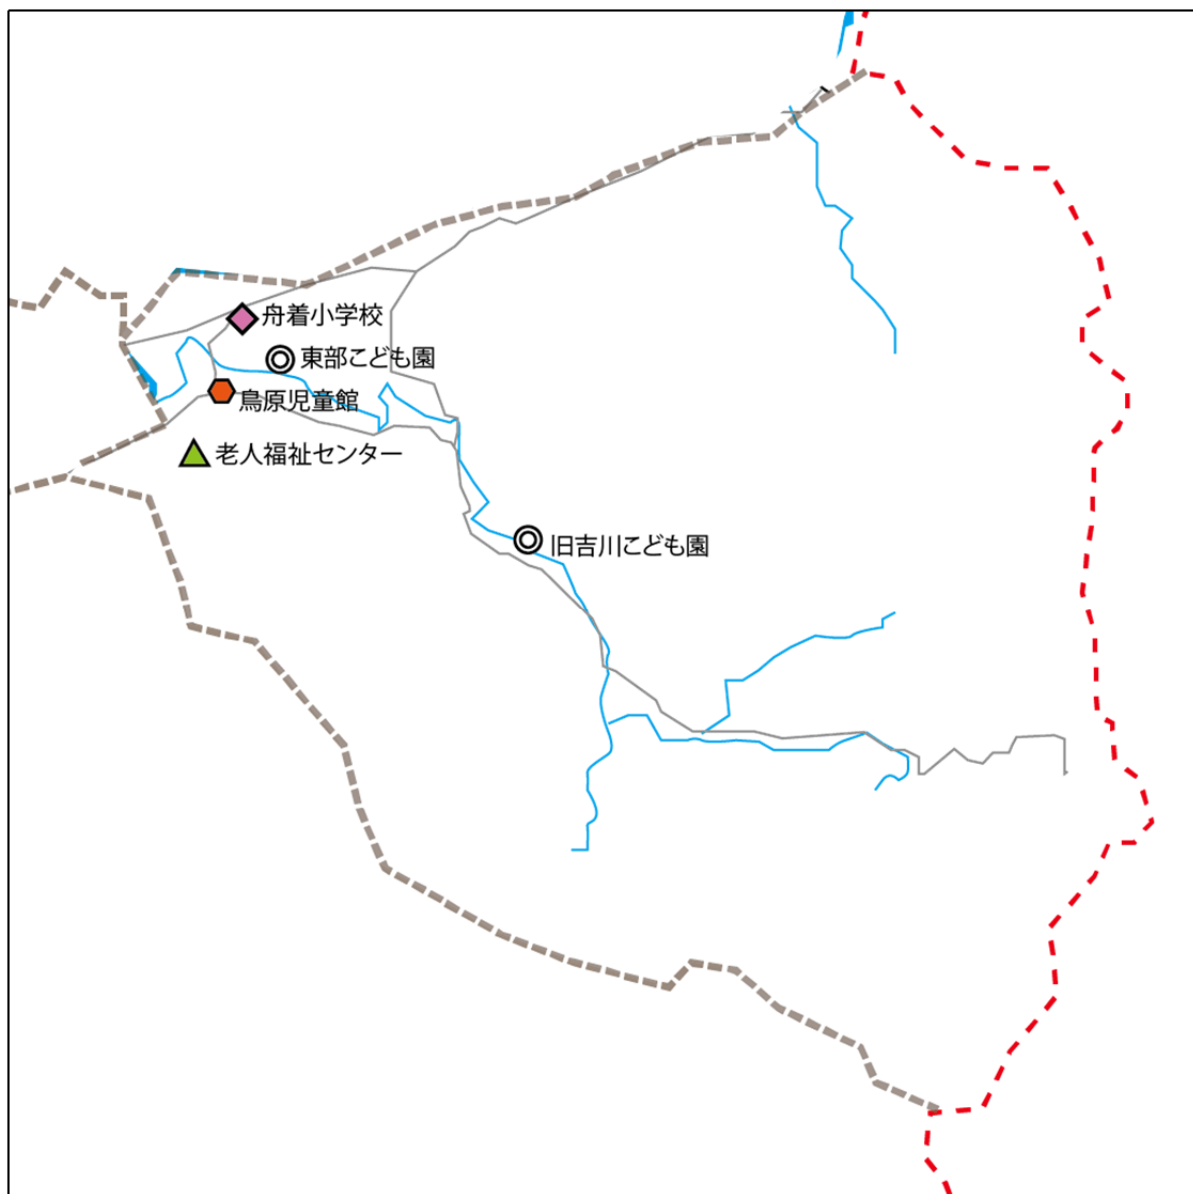 舟着小学校
東部こども園
鳥原児童館
老人福祉センター
旧吉川こども園